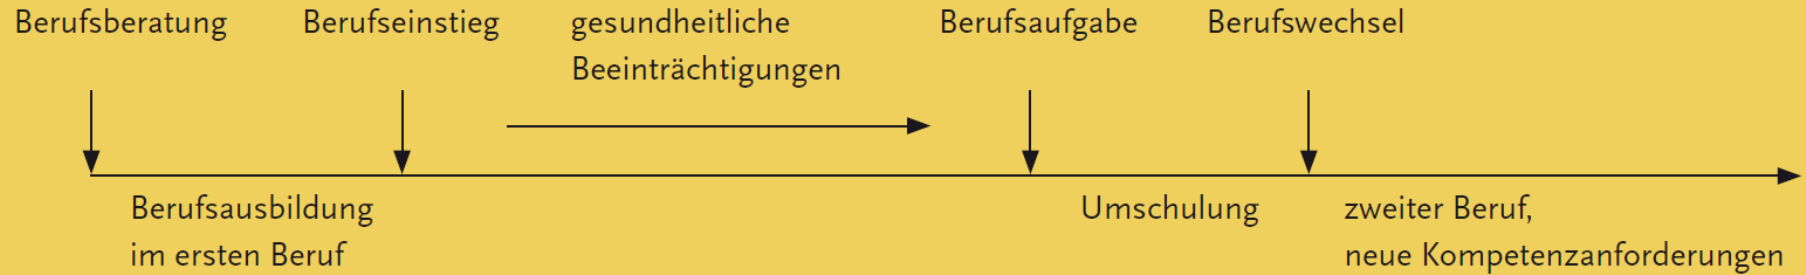 Berufsberatung
Berufseinstieg
gesundheitliche
Beeinträchtigungen
Berufsaufgabe
Berufswechsel
Berufsausbildung
im ersten Beruf
Umschulung
zweiter Beruf,
neue Kompetenzanforderungen